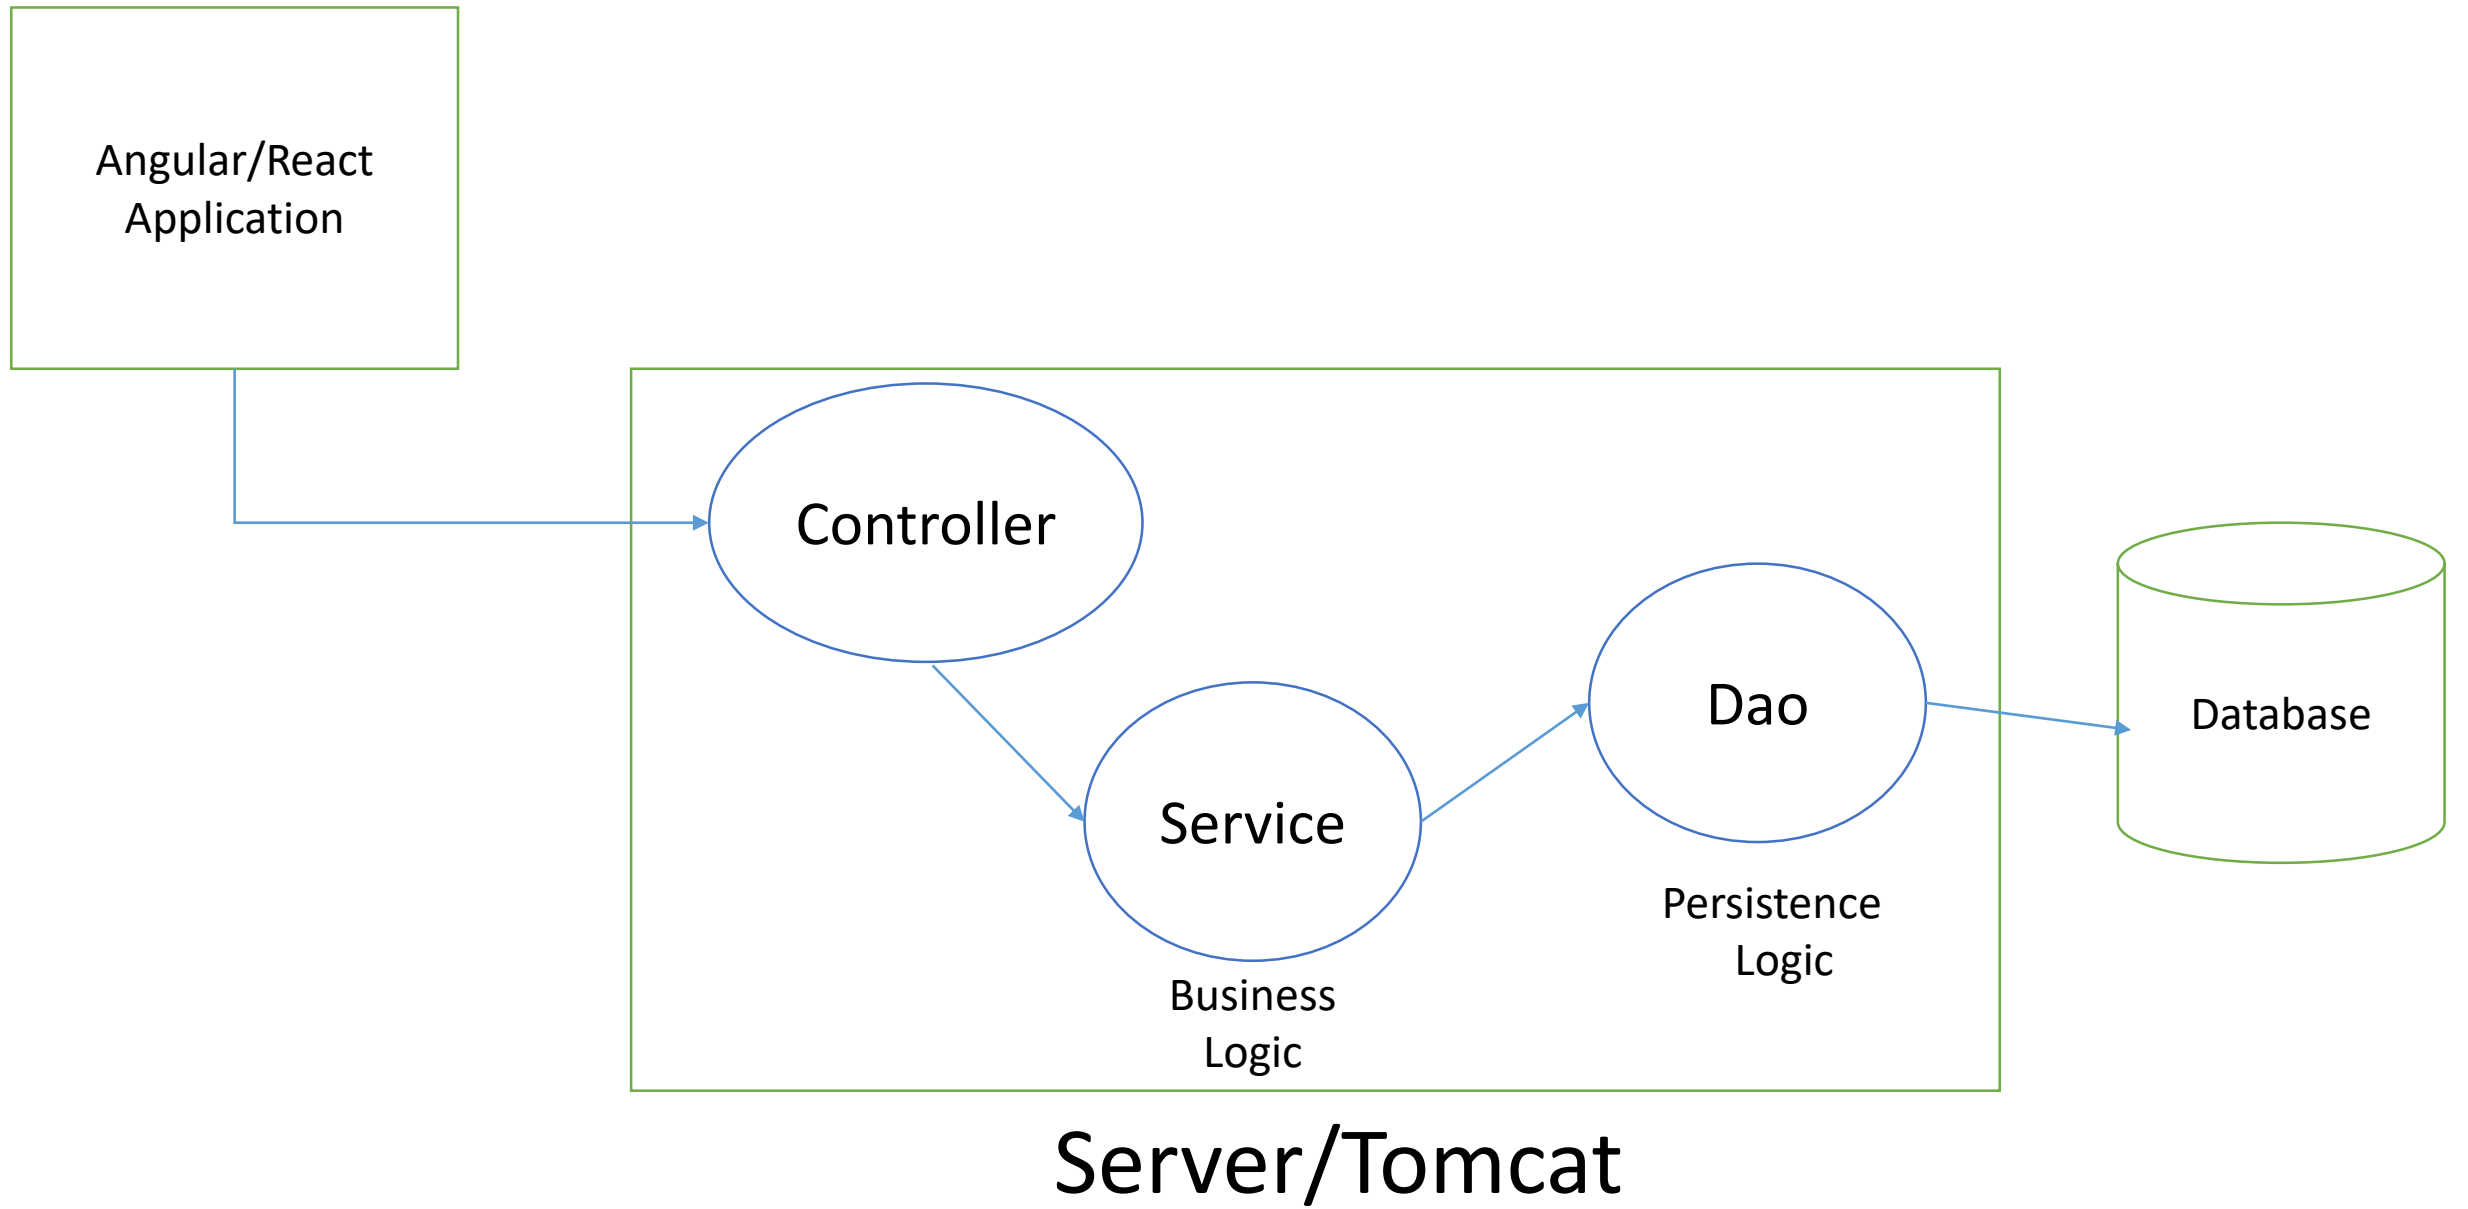 Angular/React
Application
Controller
Service
Business
Logic
Dao
Persistence
Logic
Database
Server/Tomcat